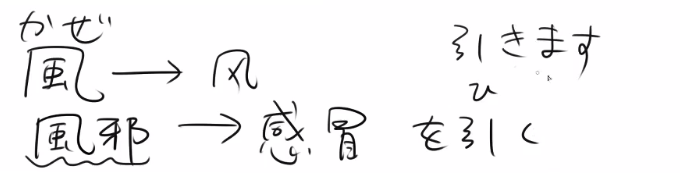 かぜ
風 → 风
引きます
ひ
風邪 → 感冒 を引く